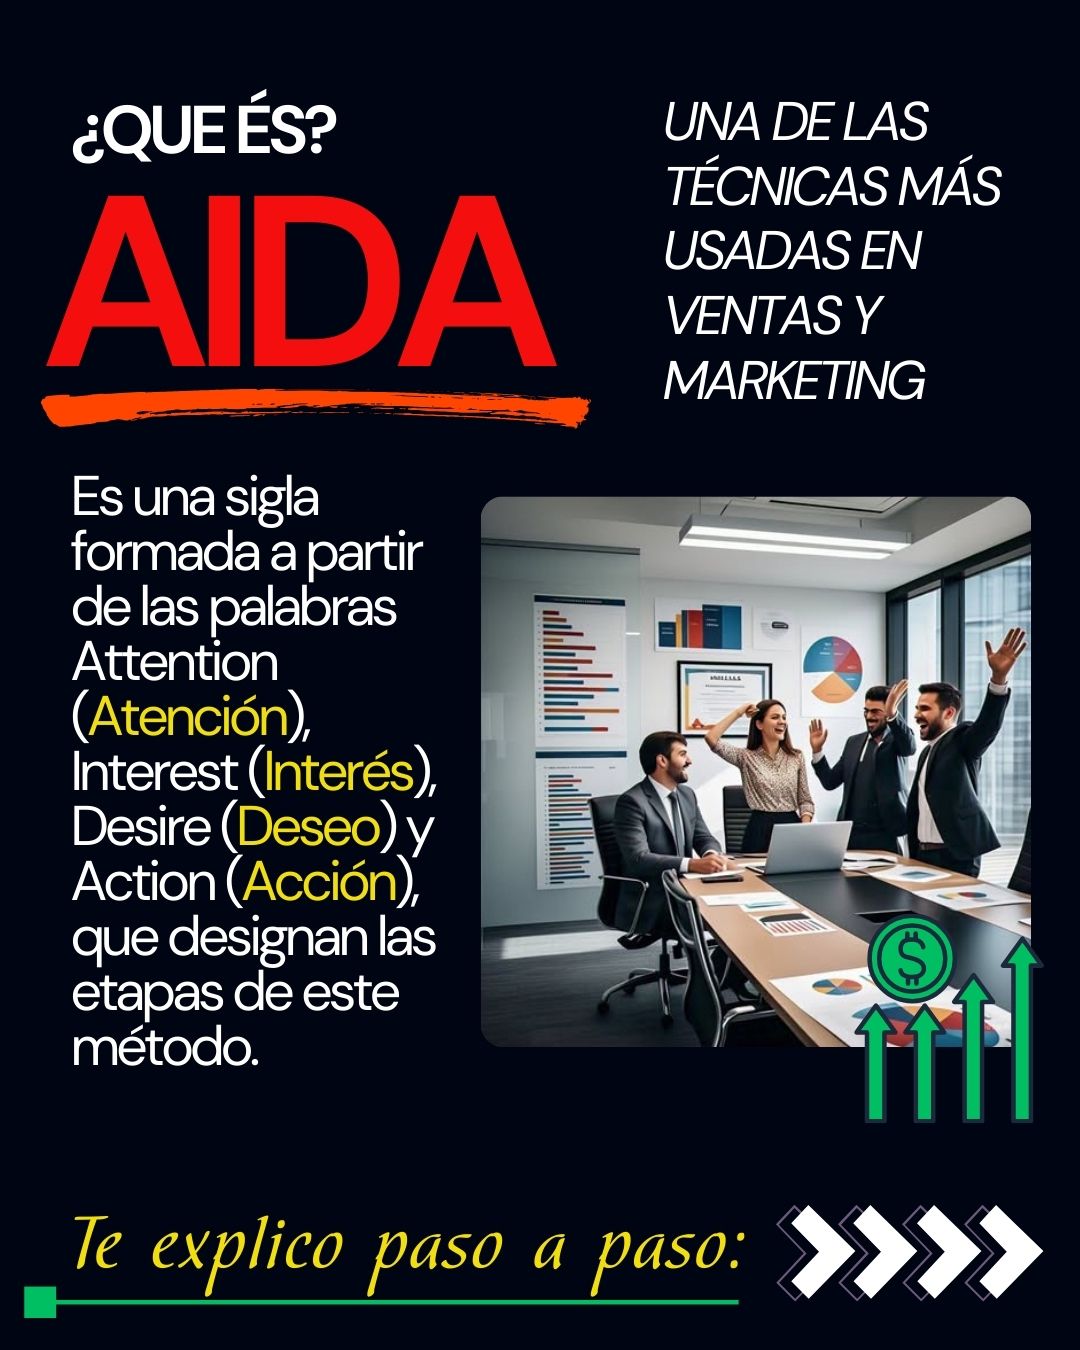 ¿QUE ÉS?
AIDA
UNA DE LAS
TÉCNICAS MÁS
USADAS EN
VENTAS Y
MARKETING
Es una sigla
formada a partir
de las palabras
Attention
(Atención),
Interest (Interés),
Desire (Deseo) y
Action (Acción),
que designan las
etapas de este
método.
$
Te explico paso a paso: